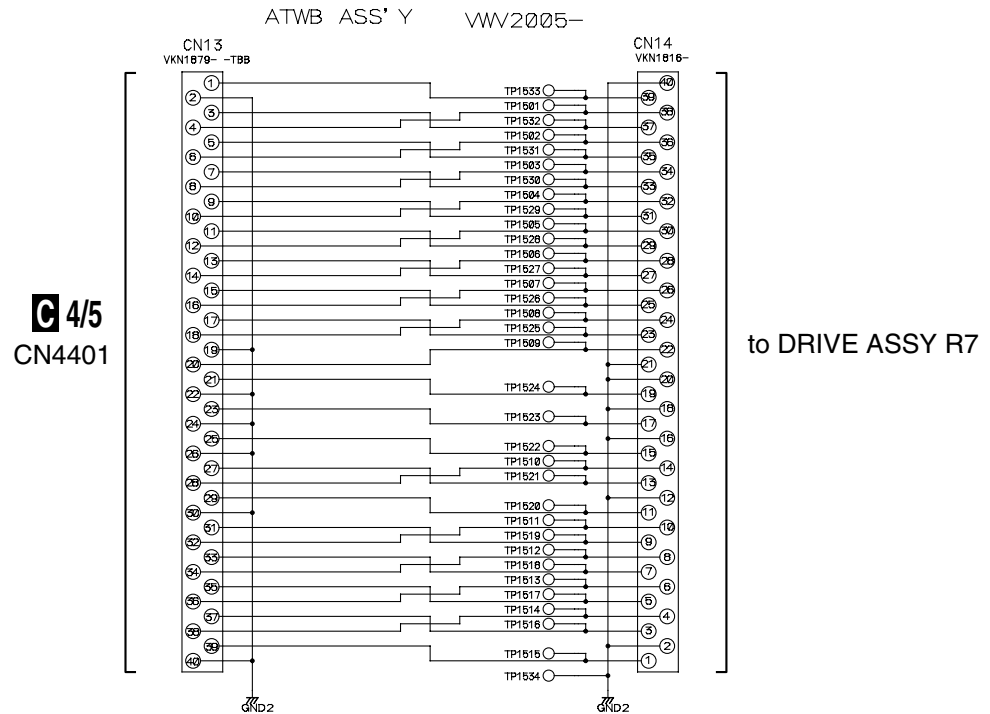 ATWB ASS'Y VWV2005-
CN13
VKN1879- -TBB
CN14
VKN1816-
1
2
3
4
5
6
7
8
9
10
11
12
13
14
15
16
17
18
19
20
21
22
23
24
25
26
27
28
29
30
31
32
33
34
35
36
37
38
39
40
TP1533
TP1501
TP1532
TP1502
TP1531
TP1503
TP1530
TP1504
TP1529
TP1505
TP1528
TP1506
TP1527
TP1507
TP1526
TP1508
TP1525
TP1509
TP1524
TP1523
TP1522
TP1510
TP1521
TP1520
TP1511
TP1519
TP1512
TP1518
TP1513
TP1517
TP1514
TP1516
TP1515
TP1534
40
39
38
37
36
35
34
33
32
31
30
29
28
27
26
25
24
23
22
21
20
19
18
17
16
15
14
13
12
11
10
9
8
7
6
5
4
3
2
1
C 4/5
CN4401
to DRIVE ASSY R7
GND2
GND2